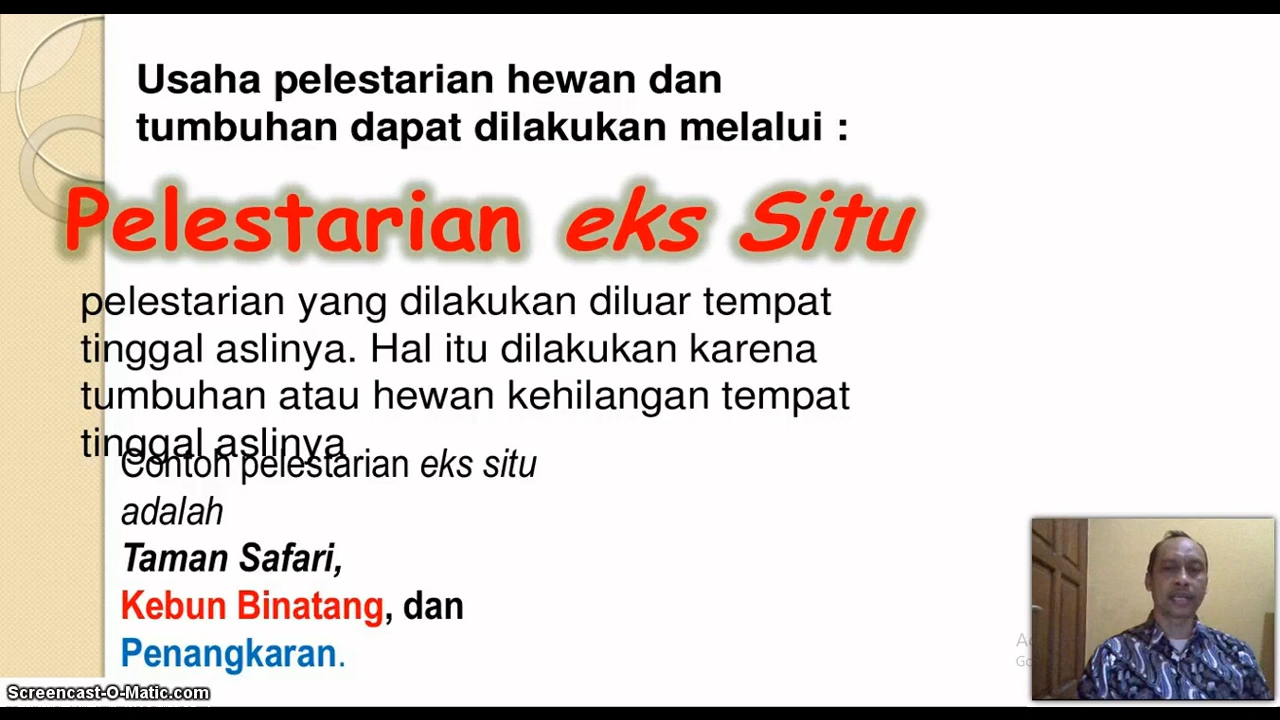 Usaha pelestarian hewan dan
tumbuhan dapat dilakukan melalui :
Pelestarian eks Situ
pelestarian yang dilakukan diluar tempat
tinggal aslinya. Hal itu dilakukan karena
tumbuhan atau hewan kehilangan tempat
tinggal aslinya
Contoh pelestarian eks situ
adalah
Taman Safari,
Kebun Binatang, dan
Penangkaran.
Screencast-O-Matic.com